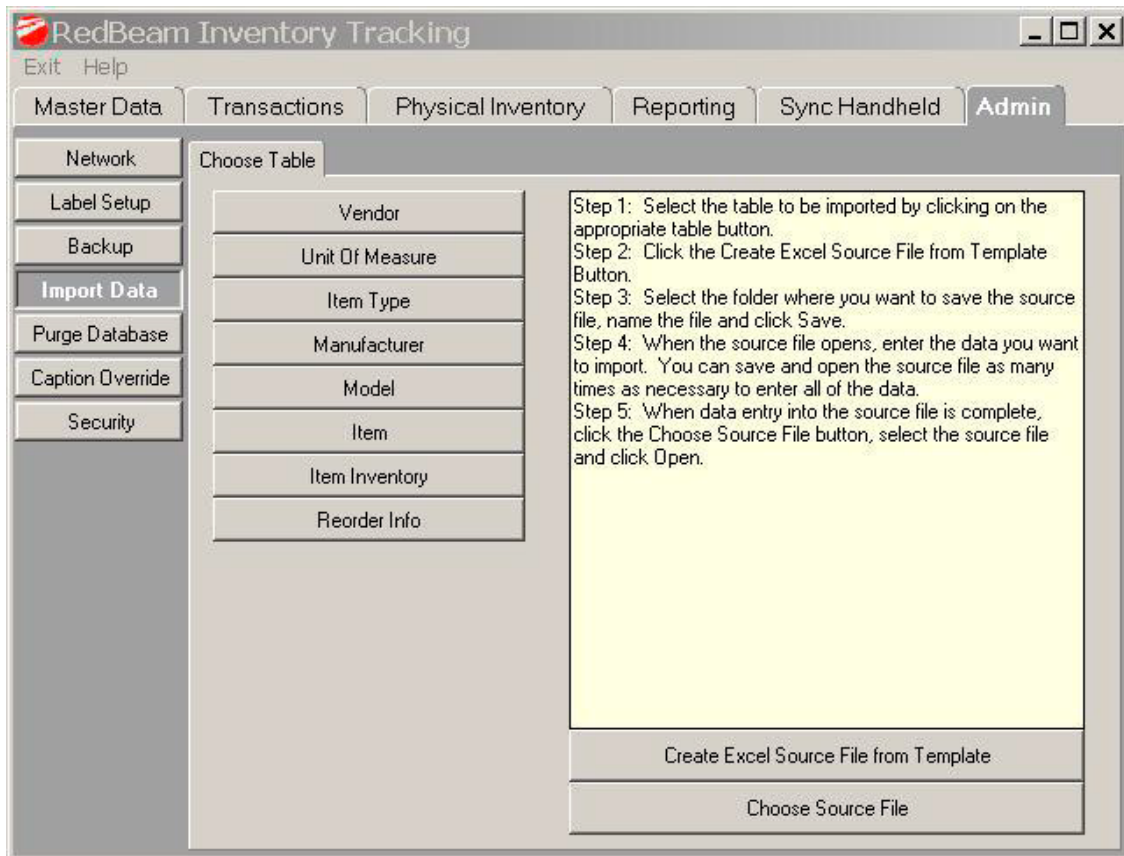 RedBeam Inventory Tracking
Exit Help
Master Data Transactions Physical Inventory Reporting Sync Handheld Admin
Network
Label Setup
Backup
Import Data
Purge Database
Caption Override
Security
Choose Table
Vendor
Unit Of Measure
Item Type
Manufacturer
Model
Item
Item Inventory
Reorder Info
Step 1: Select the table to be imported by clicking on the
appropriate table button.
Step 2: Click the Create Excel Source File from Template
Button.
Step 3: Select the folder where you want to save the source
file, name the file and click Save.
Step 4: When the source file opens, enter the data you want
to import. You can save and open the source file as many
times as necessary to enter all of the data.
Step 5: When data entry into the source file is complete,
click the Choose Source File button, select the source file
and click Open.
Create Excel Source File from Template
Choose Source File